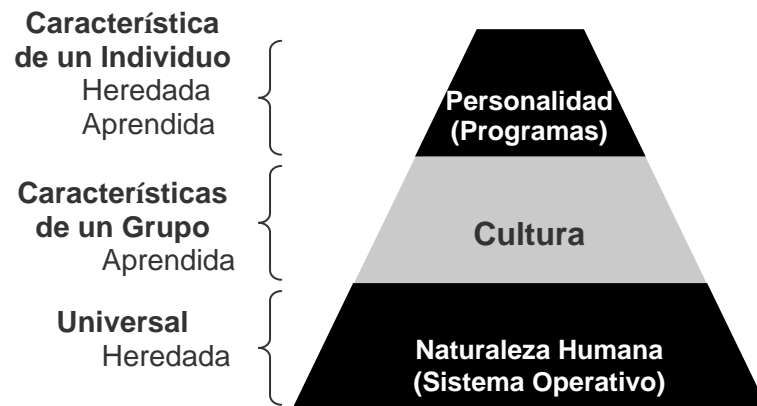 Característica
de un Individuo
Heredada
Aprendida
Personalidad
(Programas)
Características
de un Grupo
Aprendida
Cultura
Universal
Heredada
Naturaleza Humana
(Sistema Operativo)